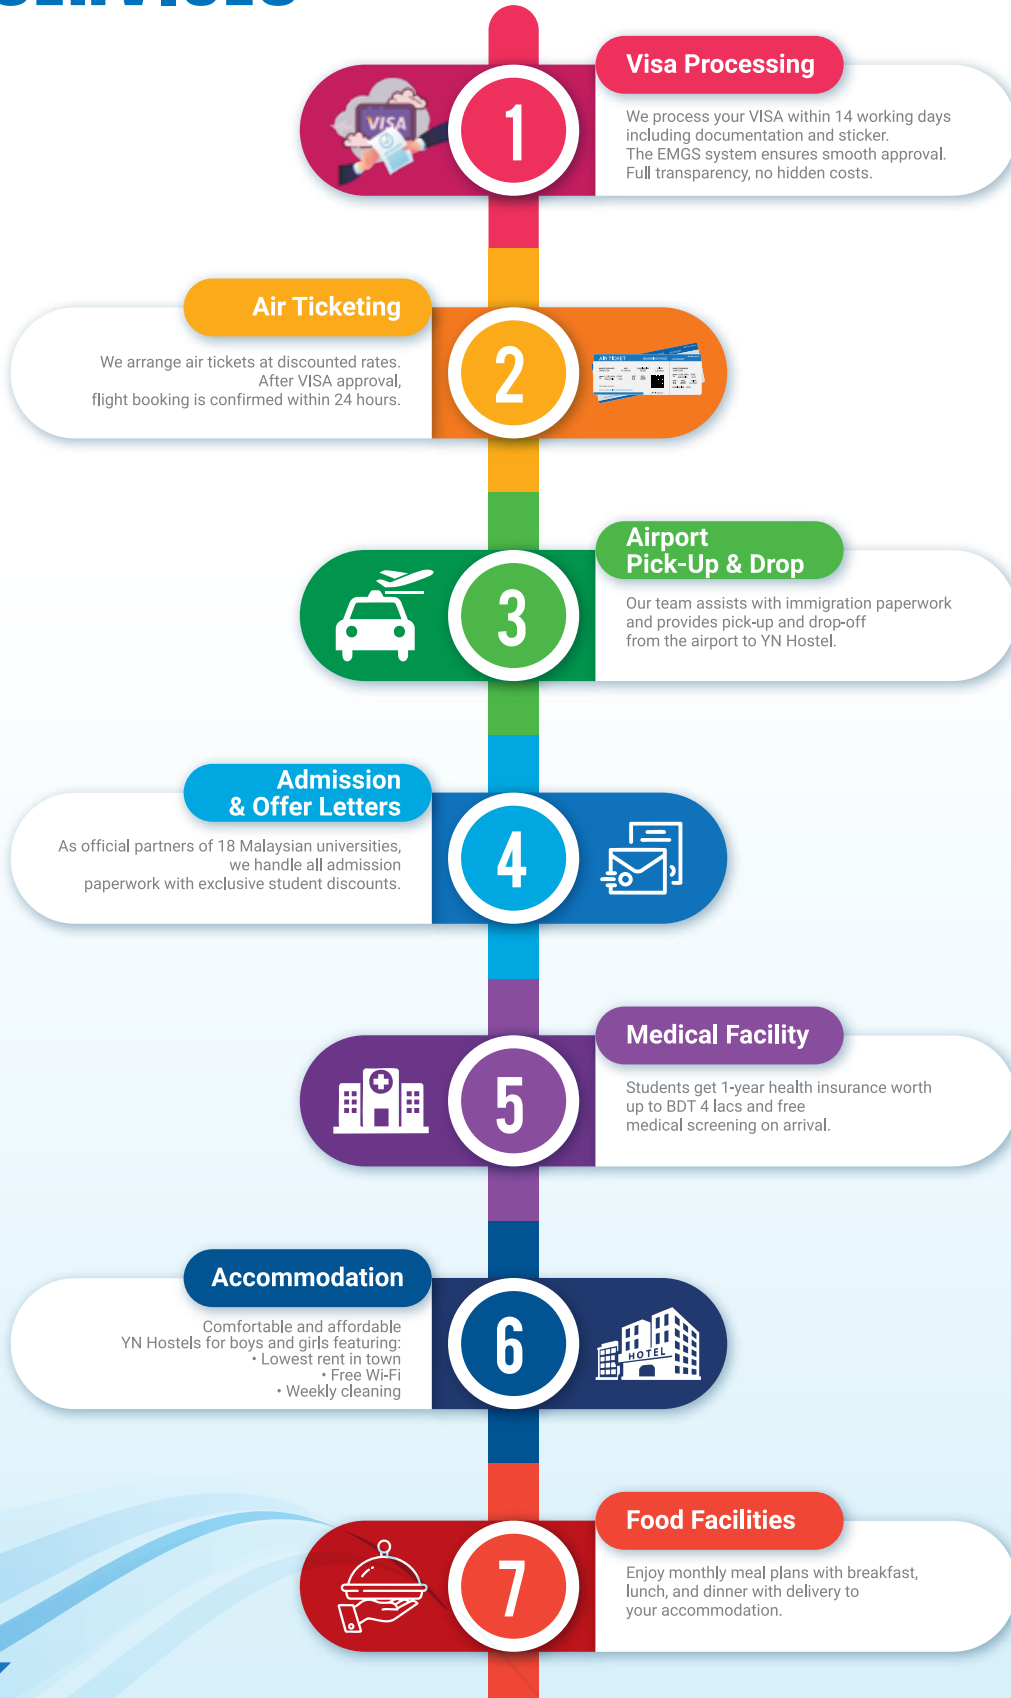 SERVICES
VISA
1
Visa Processing
We process your VISA within 14 working days
including documentation and sticker.
The EMGS system ensures smooth approval.
Full transparency, no hidden costs.
Air Ticketing
We arrange air tickets at discounted rates.
After VISA approval,
flight booking is confirmed within 24 hours.
2
AIR TICKET
3
Airport
Pick-Up & Drop
Our team assists with immigration paperwork
and provides pick-up and drop-off
from the airport to YN Hostel.
Admission
& Offer Letters
As official partners of 18 Malaysian universities,
we handle all admission
paperwork with exclusive student discounts.
4
5
Medical Facility
Students get 1-year health insurance worth
up to BDT 4 lacs and free
medical screening on arrival.
Accommodation
Comfortable and affordable
YN Hostels for boys and girls featuring:
• Lowest rent in town
• Free Wi-Fi
• Weekly cleaning
6
HOTEL
7
Food Facilities
Enjoy monthly meal plans with breakfast,
lunch, and dinner with delivery to
your accommodation.